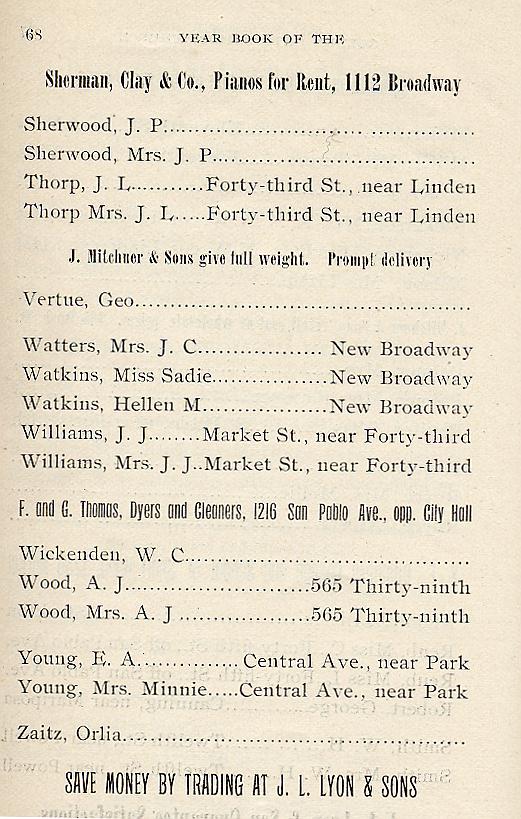 68 YEAR BOOK OF THE
Sherman, Clay & Co., Pianos for Rent, 1112 Broadway
Sherwood, J. P.................................................
Sherwood, Mrs. J. P........................................
Thorp, J. L...........Forty-third St., near Linden
Thorp Mrs. J. L.....Forty-third St., near Linden
J. Mitchner & Sons give full weight. Prompt delivery
Vertue, Geo....................................................
Watters, Mrs. J. C.................. New Broadway
Watkins, Miss Sadie................New Broadway
Watkins, Hellen M..................New Broadway
Williams, J. J........Market St., near Forty-third
Williams, Mrs. J. J..Market St., near Forty-third
F. and G. Thomas, Dyers and Cleaners, 1216 San Pablo Ave., opp. City Hall
Wickenden, W. C...........................................
Wood, A. J...........................565 Thirty-ninth
Wood, Mrs. A. J ...................565 Thirty-ninth
Young, E. A.............. Central Ave., near Park
Young, Mrs. Minnie.....Central Ave., near Park
Zaitz, Orlia....................................................
SAVE MONEY BY TRADING AT J. L. LYON & SONS